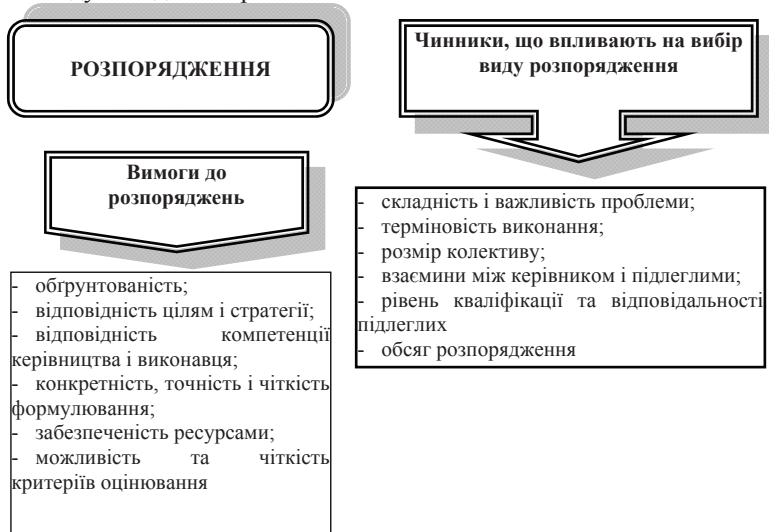 РОЗПОРЯДЖЕННЯ
Вимоги до
розпоряджень
- обґрунтованість;
- відповідність цілям і стратегії;
- відповідність компетенції
керівництва і виконавця;
- конкретність, точність і чіткість
формулювання;
- забезпеченість ресурсами;
- можливість та чіткість
критеріїв оцінювання
Чинники, що впливають на вибір
виду розпорядження
- складність і важливість проблеми;
- терміновість виконання;
- розмір колективу;
- взаємини між керівником і підлеглими;
- рівень кваліфікації та відповідальності
підлеглих
- обсяг розпорядження